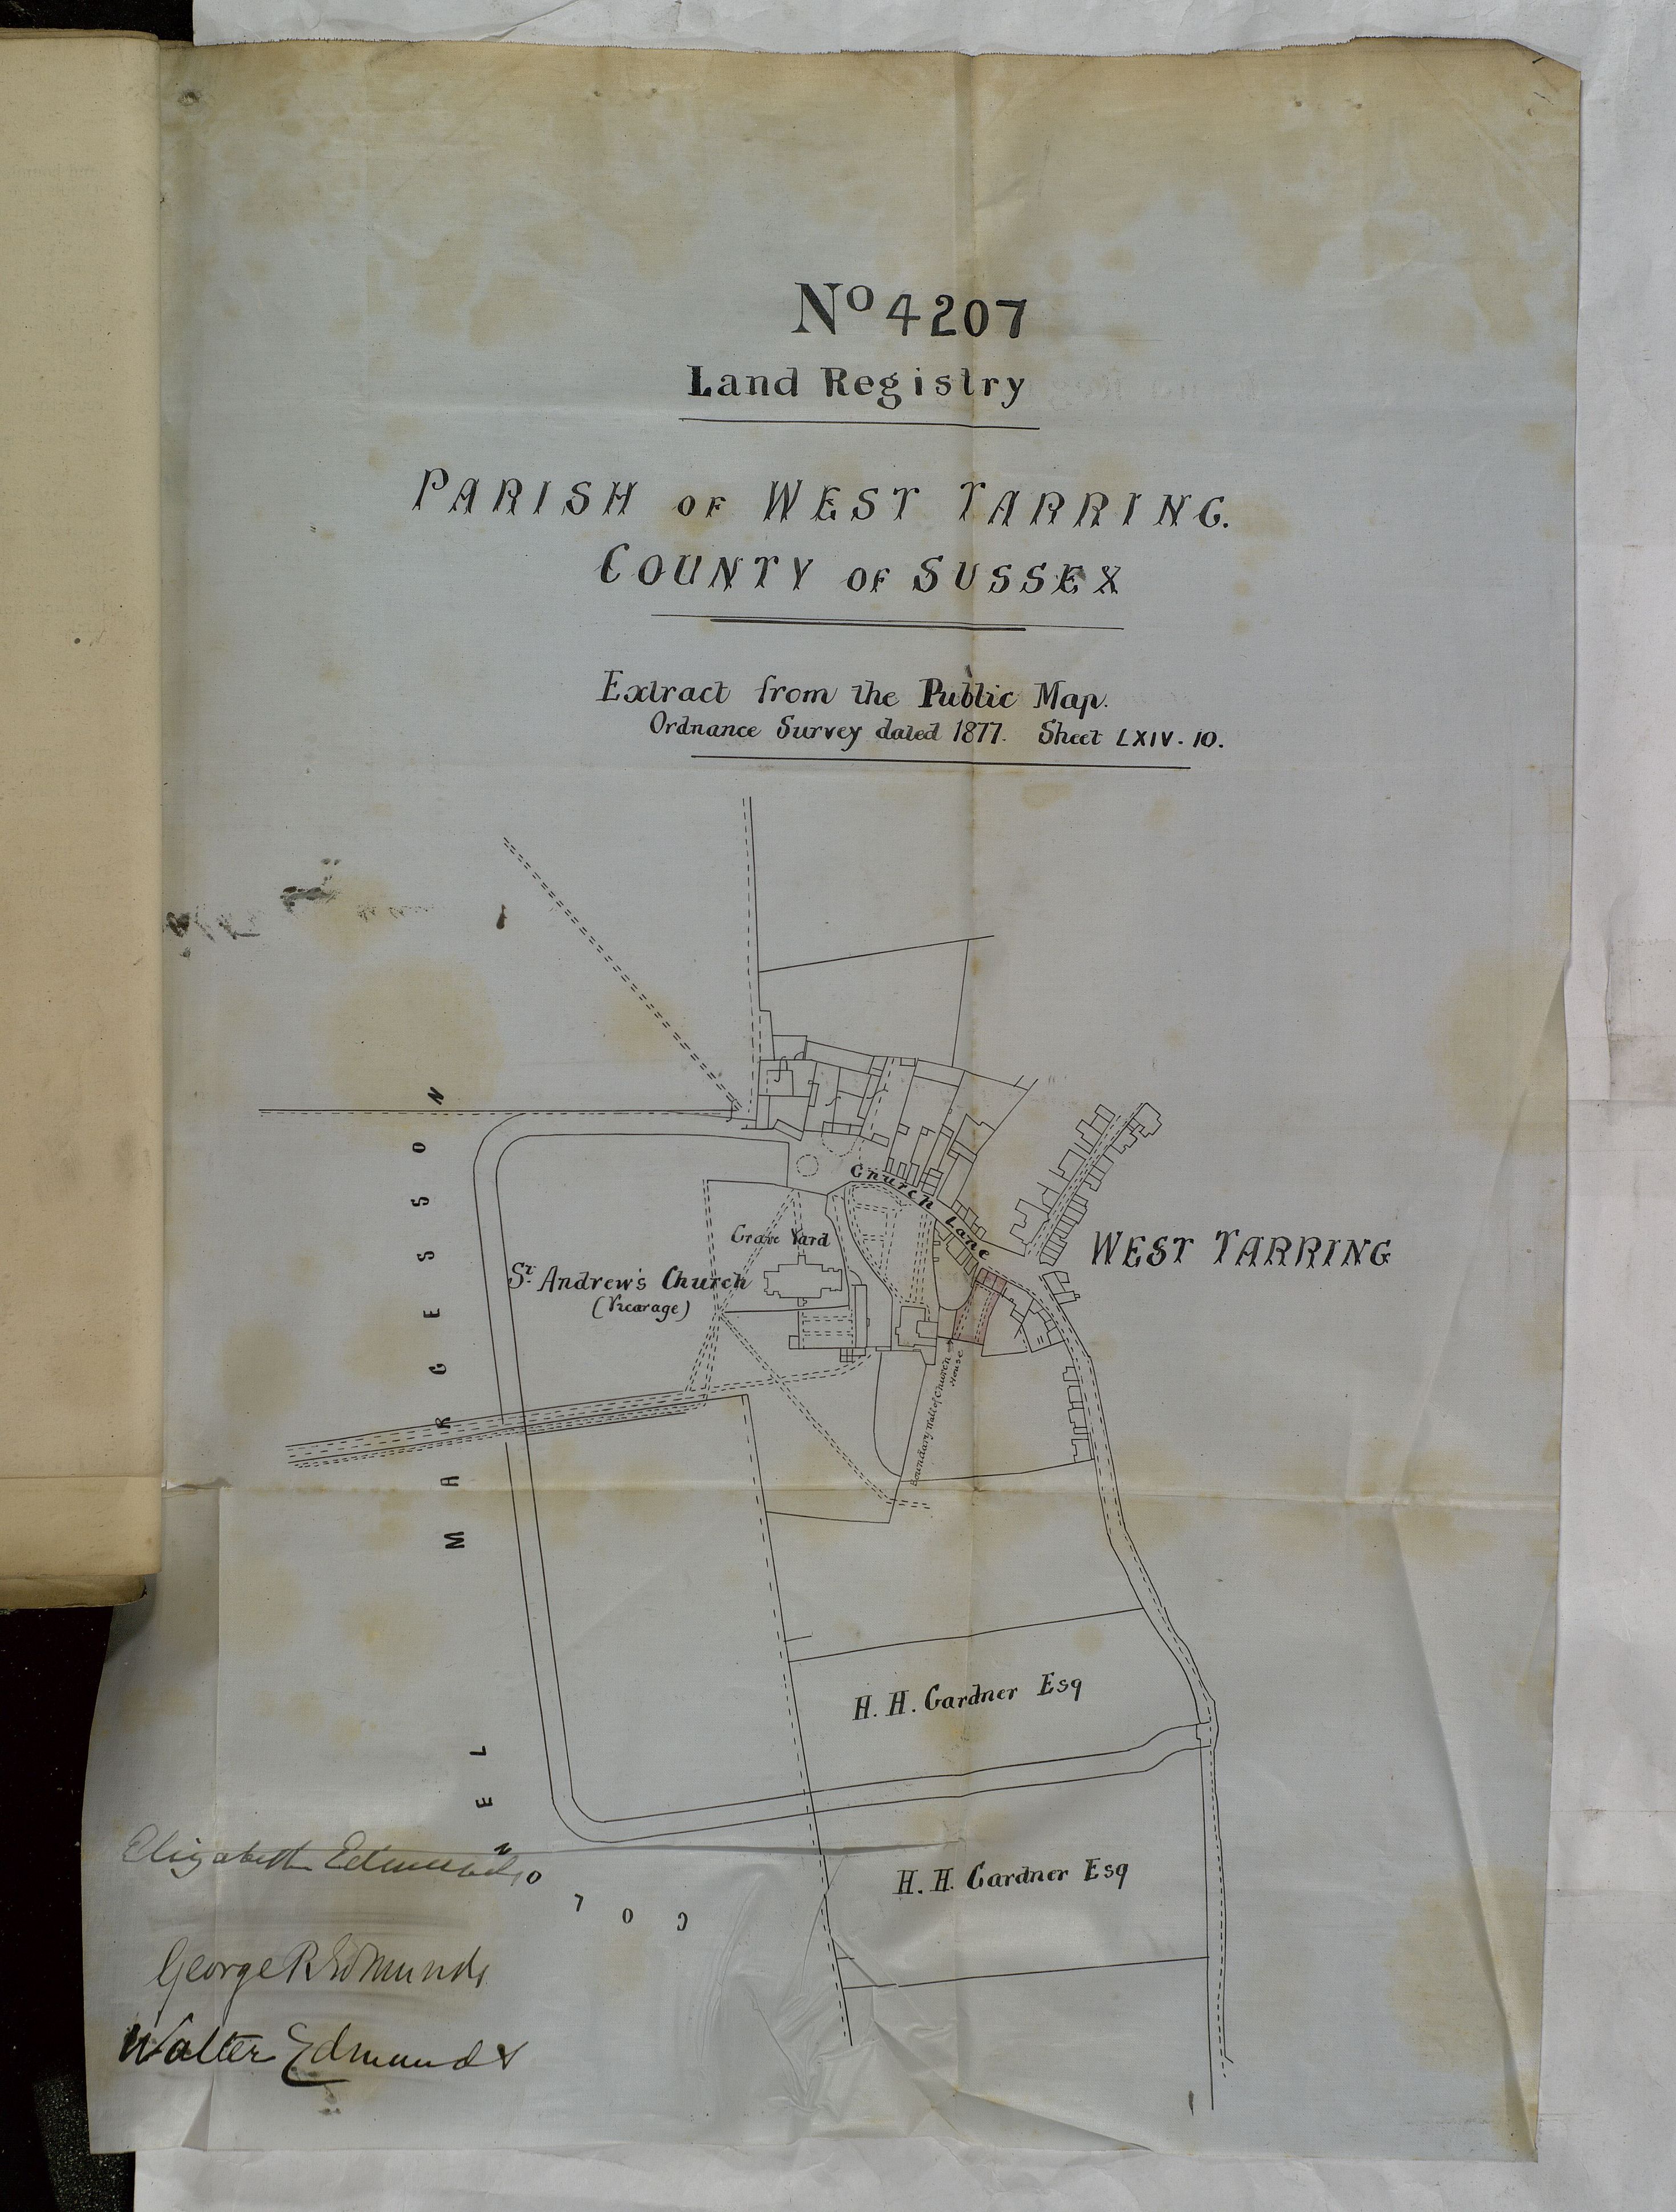 No 4207
Land Registry
PARISH OF WEST TARRING.
COUNTY OF SUSSEX
Extract from the Public Map.
Ordnance Survey dated 1877. Sheet LXIV. 10.
Church Lane
Grave Yard
WEST TARRING
St. Andrew's Church
(Vicarage)
Boundary Wall of Church
House
COLONEL MARGESSON
H. H. Gardner Esq
H. H. Gardner Esq
Elizabeth Edmunds
George R Edmunds
Walter Edmunds